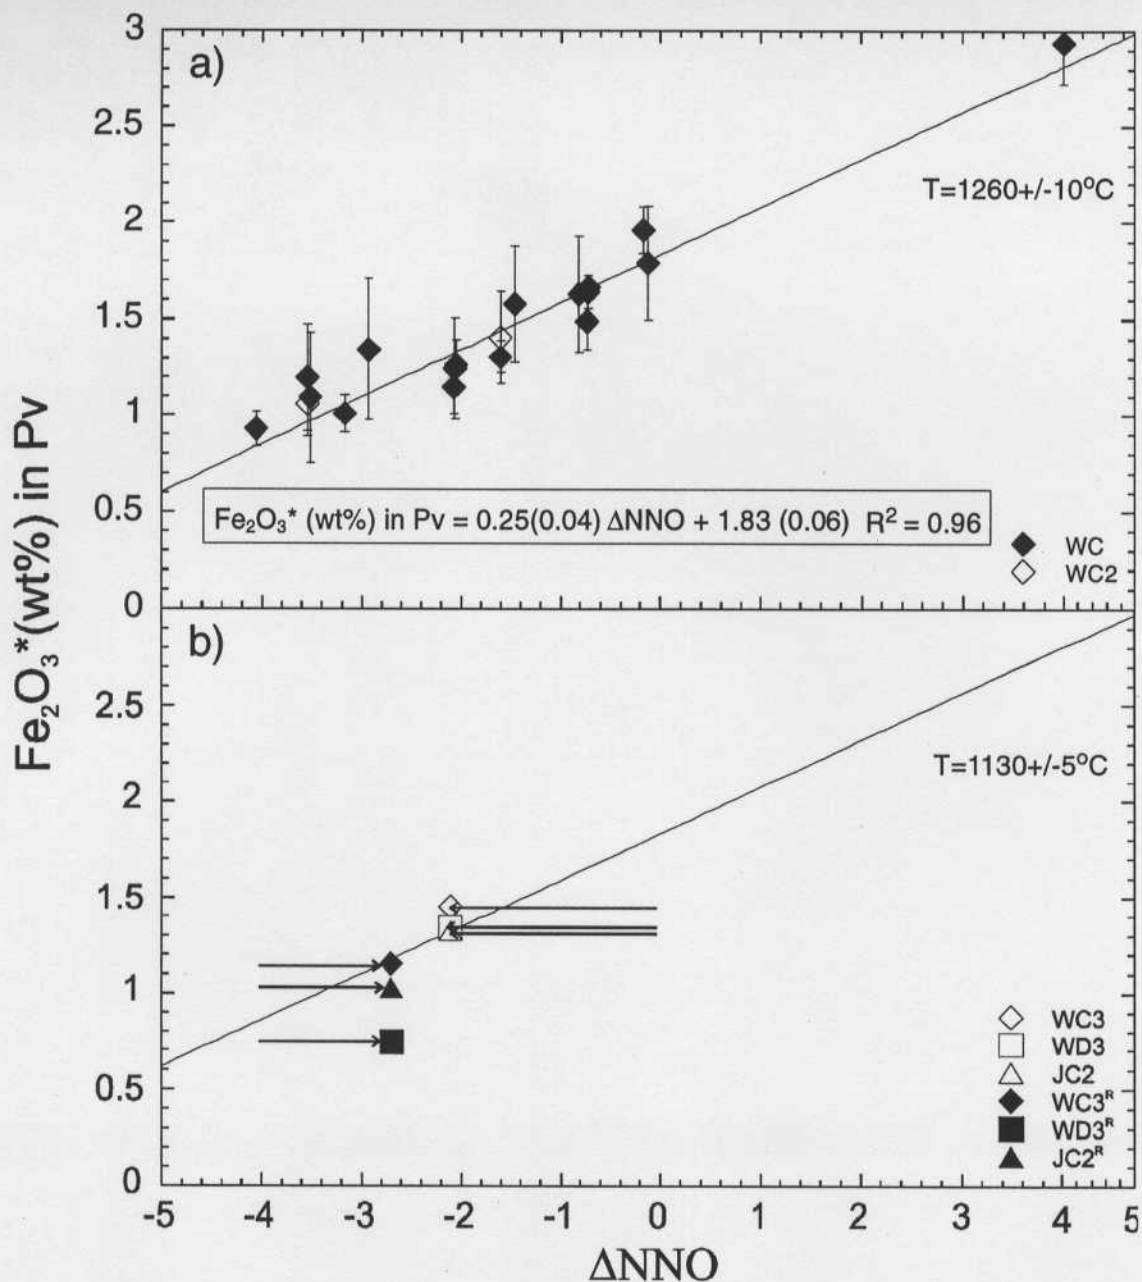 Fe₂O₃*(wt%) in Pv
3
a)
2.5
T=1260+/-10°C
2
1.5
1
0.5
Fe₂O₃* (wt%) in Pv = 0.25(0.04) ΔNNO + 1.83 (0.06) R² = 0.96
WC
WC2
0
b)
2.5
T=1130+/-5°C
2
1.5
1
WC3
WD3
JC2
WC3ᴿ
WD3ᴿ
JC2ᴿ
0.5
0
-5 -4 -3 -2 -1 0 1 2 3 4 5
ΔNNO